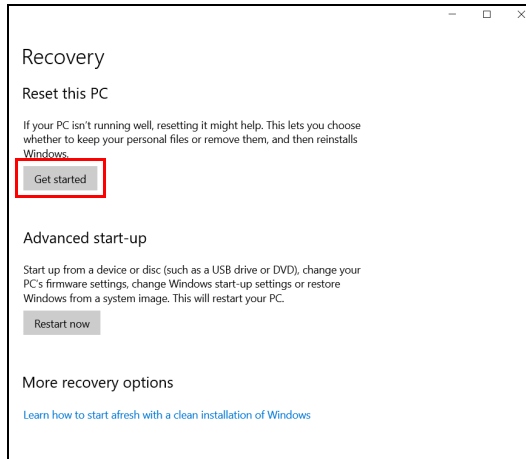 Recovery
Reset this PC
If your PC isn't running well, resetting it might help. This lets you choose
whether to keep your personal files or remove them, and then reinstalls
Windows.
Get started
Advanced start-up
Start up from a device or disc (such as a USB drive or DVD), change your
PC's firmware settings, change Windows start-up settings or restore
Windows from a system image. This will restart your PC.
Restart now
More recovery options
Learn how to start afresh with a clean installation of Windows